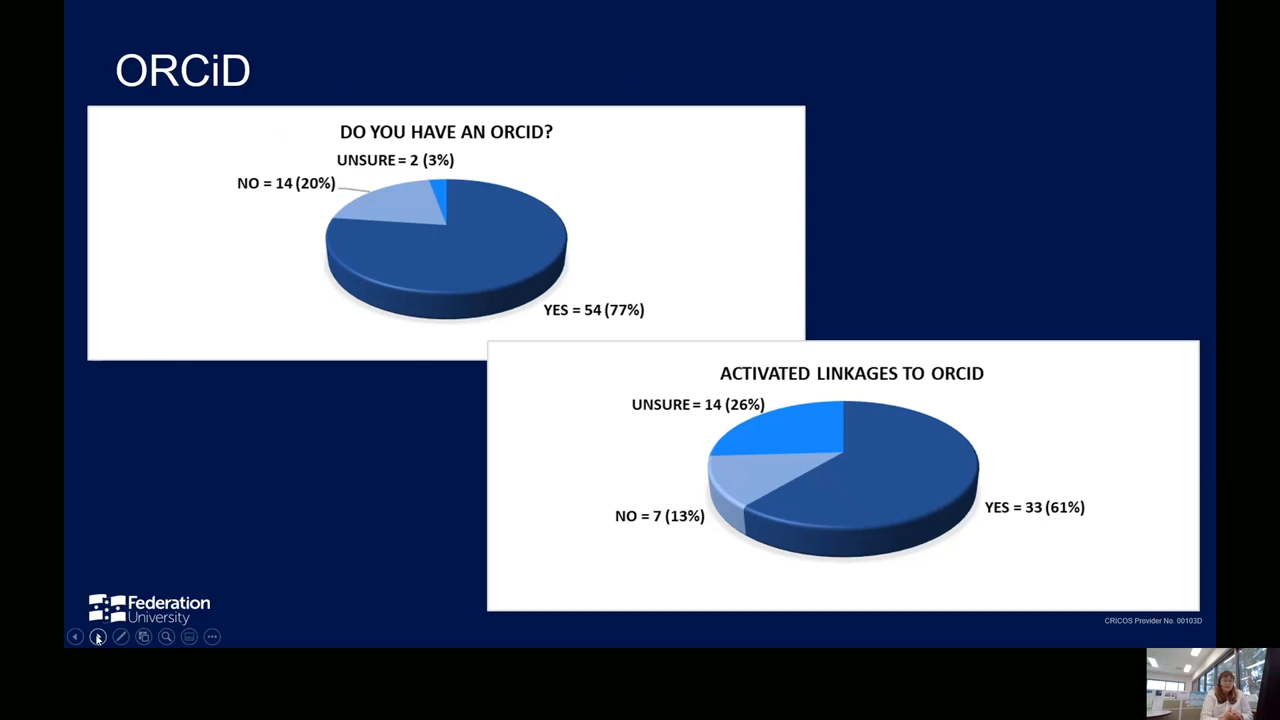 ORCiD
DO YOU HAVE AN ORCID?
UNSURE = 2 (3%)
NO = 14 (20%)
YES = 54 (77%)
ACTIVATED LINKAGES TO ORCID
UNSURE = 14 (26%)
YES = 33 (61%)
NO = 7 (13%)
Federation
University
CRICOS Provider No. 00103D